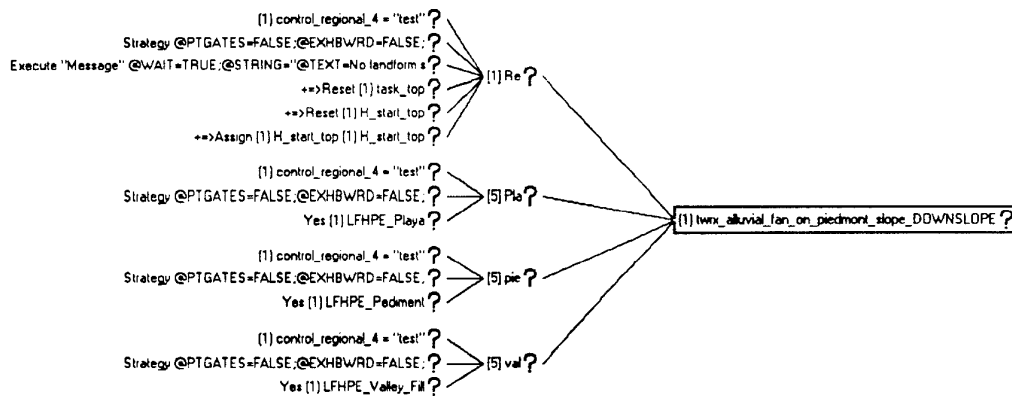 [1] control_regional_4 = "test" ?
Strategy @PTGATES=FALSE;@EXHBWRD=FALSE; ?
Execute "Message" @WAIT=TRUE;@STRING="@TEXT=No landform s ?
[1] Re ?
+=>Reset [1] task_top ?
+=>Reset [1] H_start_top ?
+=>Assign [1] H_start_top [1] H_start_top ?
[1] control_regional_4 = "test" ?
Strategy @PTGATES=FALSE;@EXHBWRD=FALSE; ?
[5] Pla ?
Yes [1] LFHPE_Playa ?
[1] twrx_alluvial_fan_on_piedmont_slope_DOWNSLOPE ?
[1] control_regional_4 = "test" ?
Strategy @PTGATES=FALSE;@EXHBWRD=FALSE; ?
[5] pie ?
Yes [1] LFHPE_Pediment ?
[1] control_regional_4 = "test" ?
Strategy @PTGATES=FALSE;@EXHBWRD=FALSE; ?
[5] val ?
Yes [1] LFHPE_Valley_Fill ?